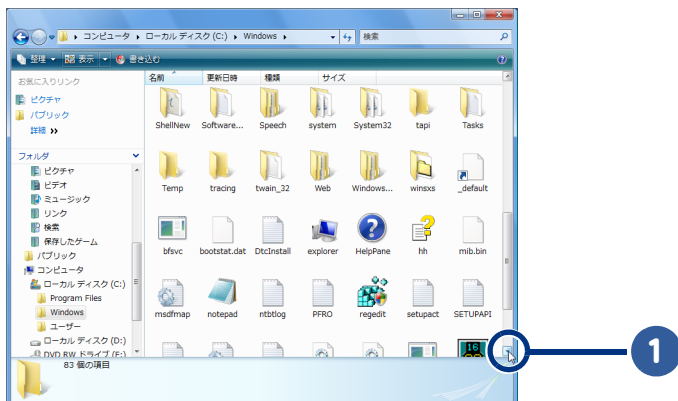 コンピュータ ローカル ディスク (C:) Windows 検索
整理 表示 書き込む
お気に入りリンク
ピクチャ
パブリック
詳細 >>
フォルダ
ピクチャ
ビデオ
ミュージック
リンク
検索
保存したゲーム
パブリック
コンピュータ
ローカル ディスク (C:)
Program Files
Windows
ユーザー
ローカル ディスク (D:)
DVD RW ドライブ (E:)
名前 更新日時 種類 サイズ
ShellNew Software... Speech system System32 tapi Tasks
Temp tracing twain_32 Web Windows... winsxs _default
bfsvc bootstat.dat DtcInstall explorer HelpPane hh mib.bin
msdfmap notepad ntbtlog PFRO regedit setupact SETUPAPI
16
83 個の項目
1